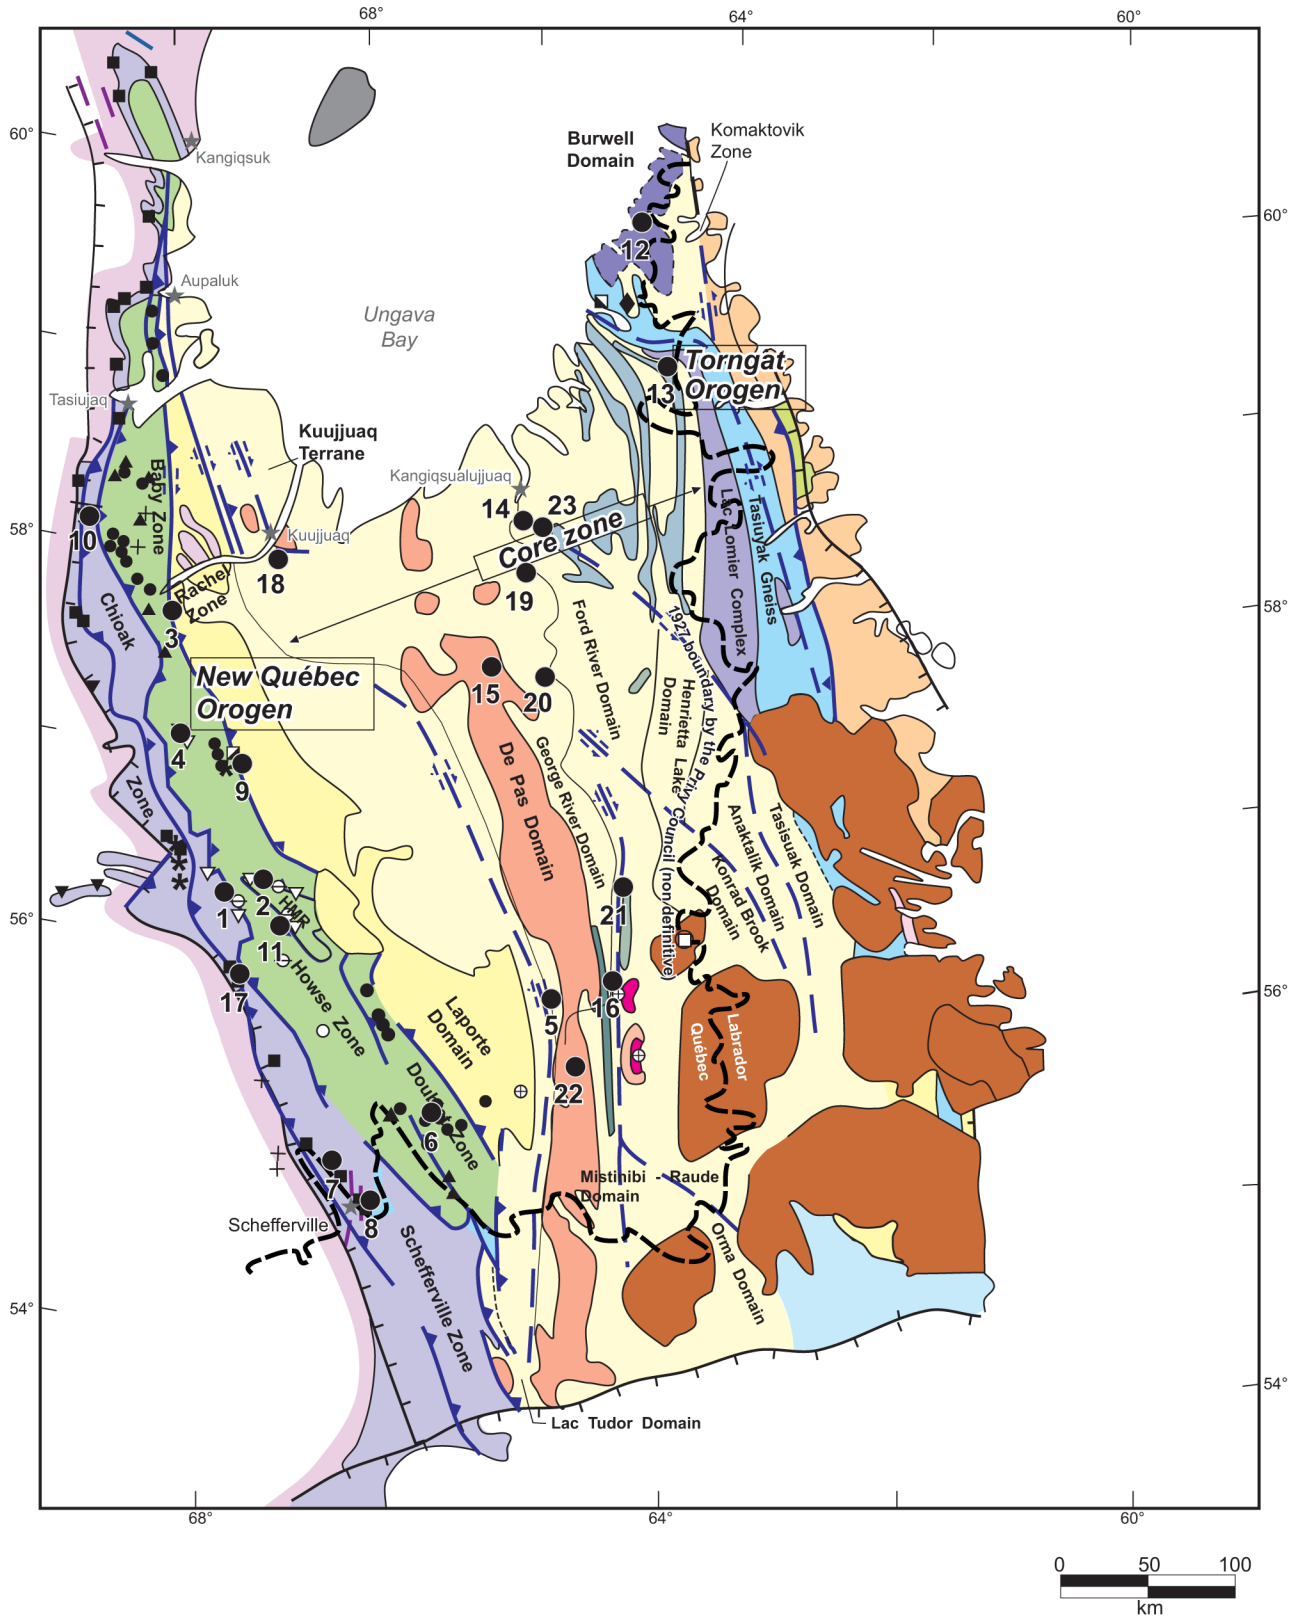 68°
64°
60°
60°
60°
58°
58°
56°
56°
54°
54°
68°
64°
60°
Kangiqsuk
Aupaluk
Tasiujaq
Ungava
Bay
Burwell
Domain
Komaktovik
Zone
12
13
Torngat
Orogen
Kuujjuaq
Terrane
Kangiqsualujjuaq
14
23
Core zone
Kuujjuaq
18
19
Baby Zone
10
Rachel
Zone
3
Chioak
Zone
New Québec
Orogen
4
9
15
20
Ford River Domain
George River Domain
De Pas Domain
Henrietta Lake
Domain
1927 boundary by the Privy Council (non/definitive)
Lac Lomier Complex
Tasiuyak Gneiss
Tasisuak Domain
Anaktalik Domain
Konrad Brook
Domain
1
2
HMR
11
17
Howse Zone
Laporte
Domain
21
16
5
22
Doublet Zone
6
7
8
Schefferville
Schefferville Zone
Québec
Labrador
Mistinibi - Raude
Domain
Orma Domain
Lac Tudor Domain
0 50 100
km